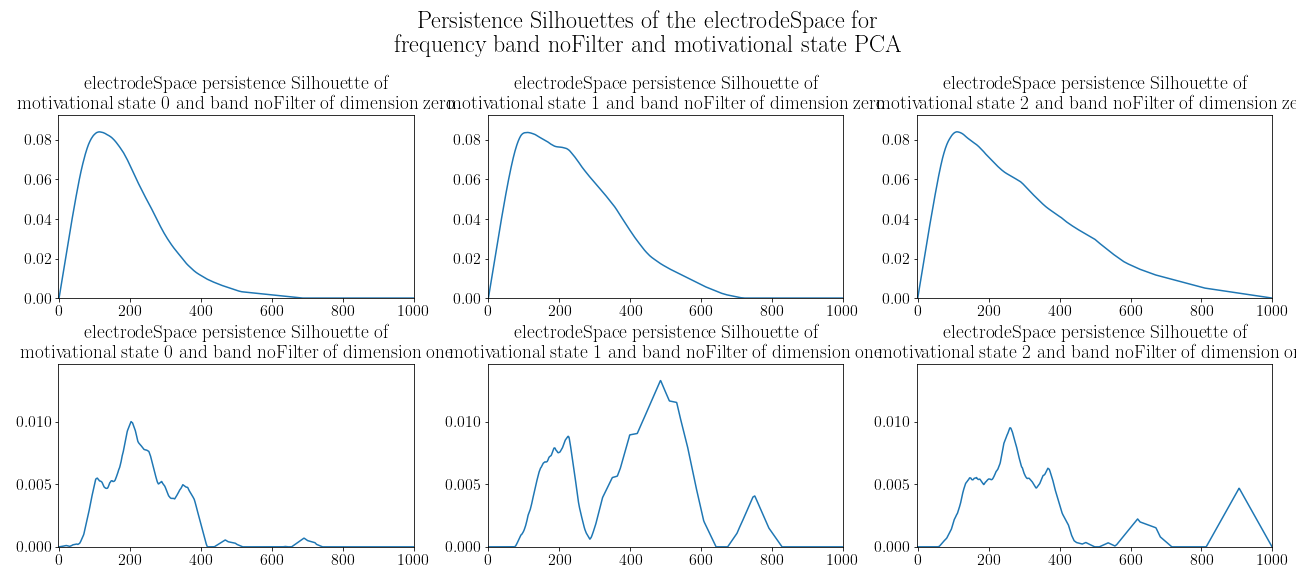 Persistence Silhouettes of the electrodeSpace for
frequency band noFilter and motivational state PCA
electrodeSpace persistence Silhouette of
motivational state 0 and band noFilter of dimension zero
electrodeSpace persistence Silhouette of
motivational state 1 and band noFilter of dimension zero
electrodeSpace persistence Silhouette of
motivational state 2 and band noFilter of dimension ze
0.08
0.06
0.04
0.02
0.00
0 200 400 600 800 1000
0.08
0.06
0.04
0.02
0.00
0 200 400 600 800 1000
0.08
0.06
0.04
0.02
0.00
0 200 400 600 800 1000
electrodeSpace persistence Silhouette of
motivational state 0 and band noFilter of dimension one
electrodeSpace persistence Silhouette of
motivational state 1 and band noFilter of dimension one
electrodeSpace persistence Silhouette of
motivational state 2 and band noFilter of dimension on
0.010
0.005
0.000
0 200 400 600 800 1000
0.010
0.005
0.000
0 200 400 600 800 1000
0.010
0.005
0.000
0 200 400 600 800 1000